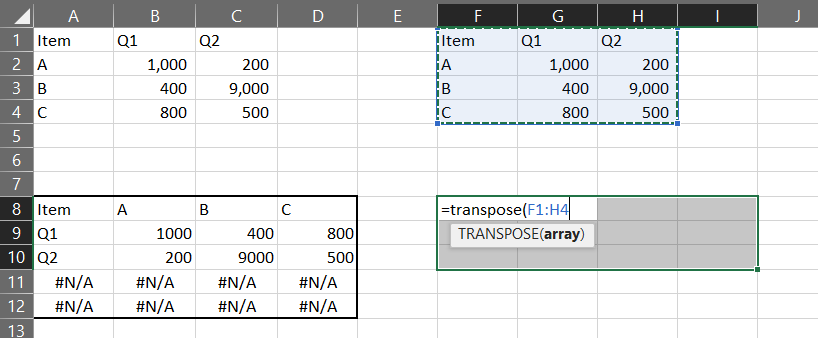 A B C D E F G H I J
1 Item Q1 Q2 Item Q1 Q2
2 A 1,000 200 A 1,000 200
3 B 400 9,000 B 400 9,000
4 C 800 500 C 800 500
5
6
7
8 Item A B C =transpose(F1:H4
9 Q1 1000 400 800 TRANSPOSE(array)
10 Q2 200 9000 500
11 #N/A #N/A #N/A #N/A
12 #N/A #N/A #N/A #N/A
13